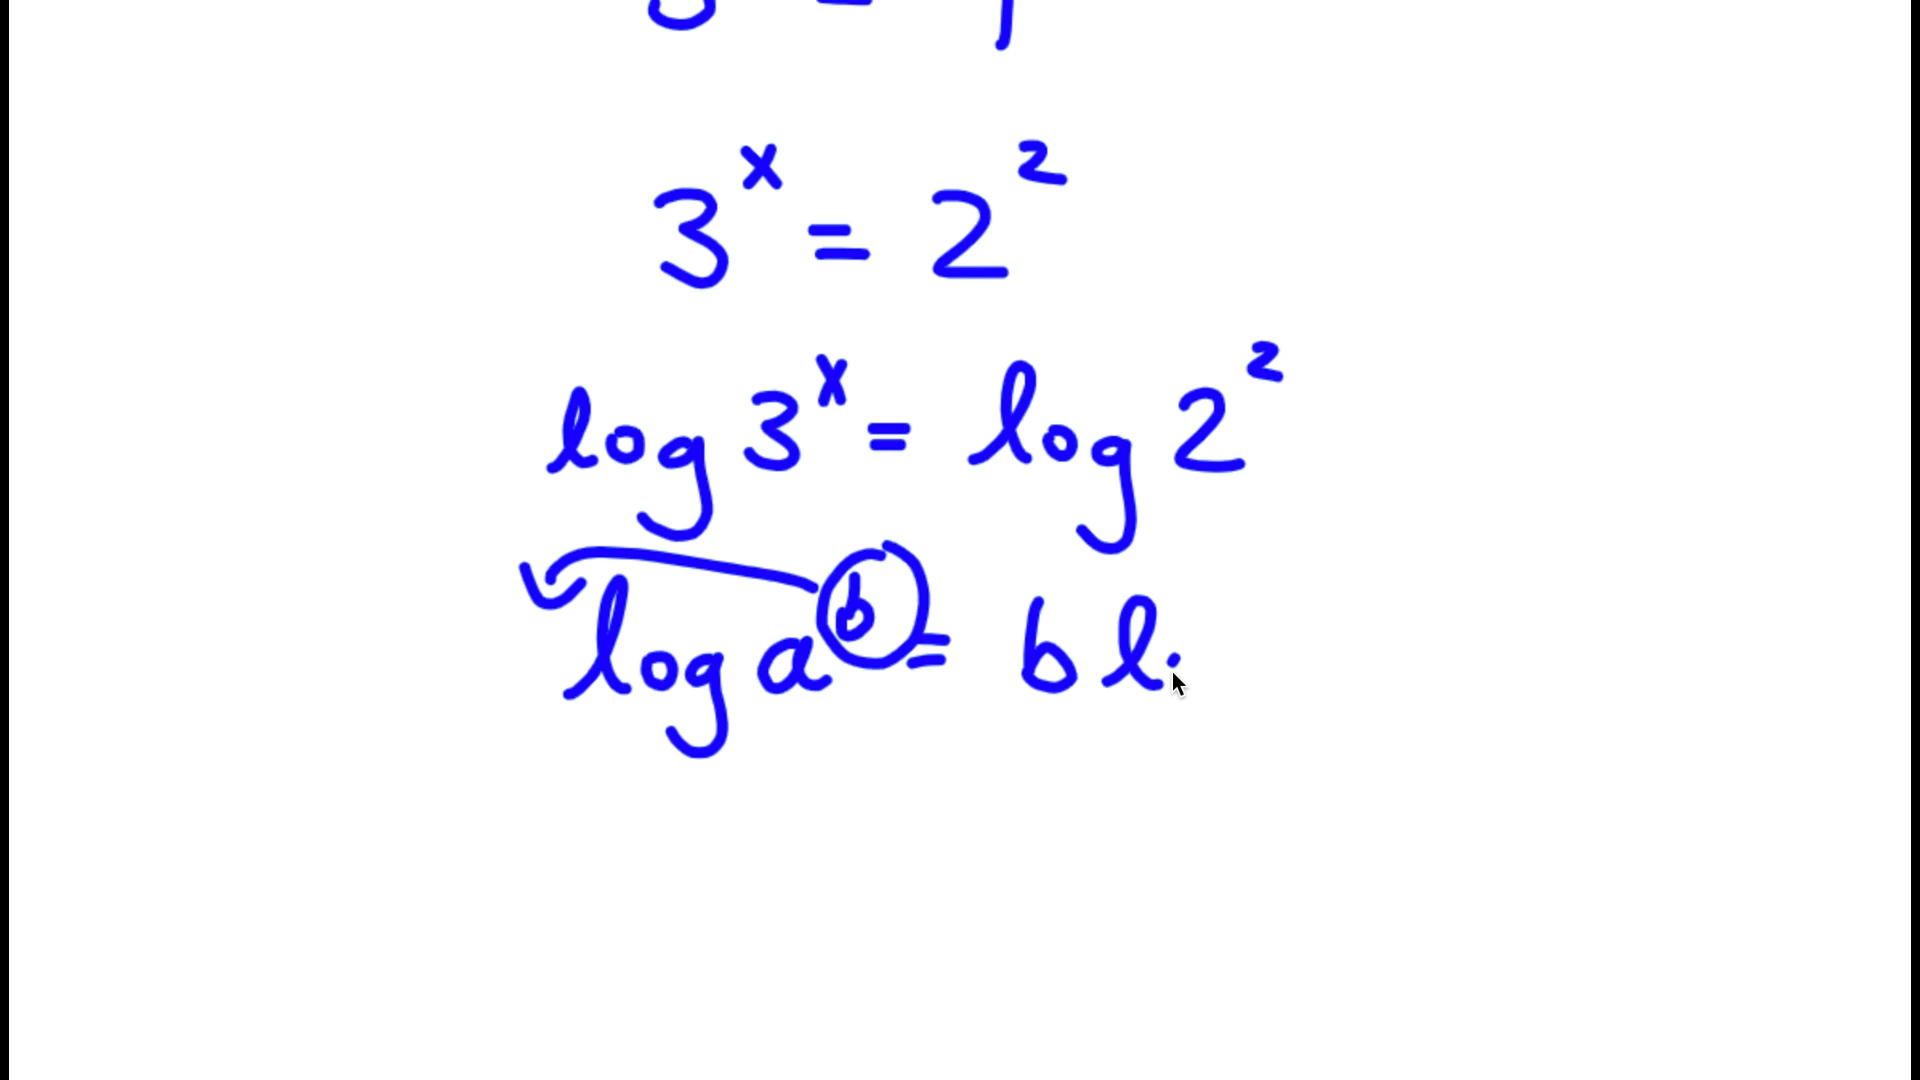 3^x = 2^2
log 3^x = log 2^2
log a^b = b l